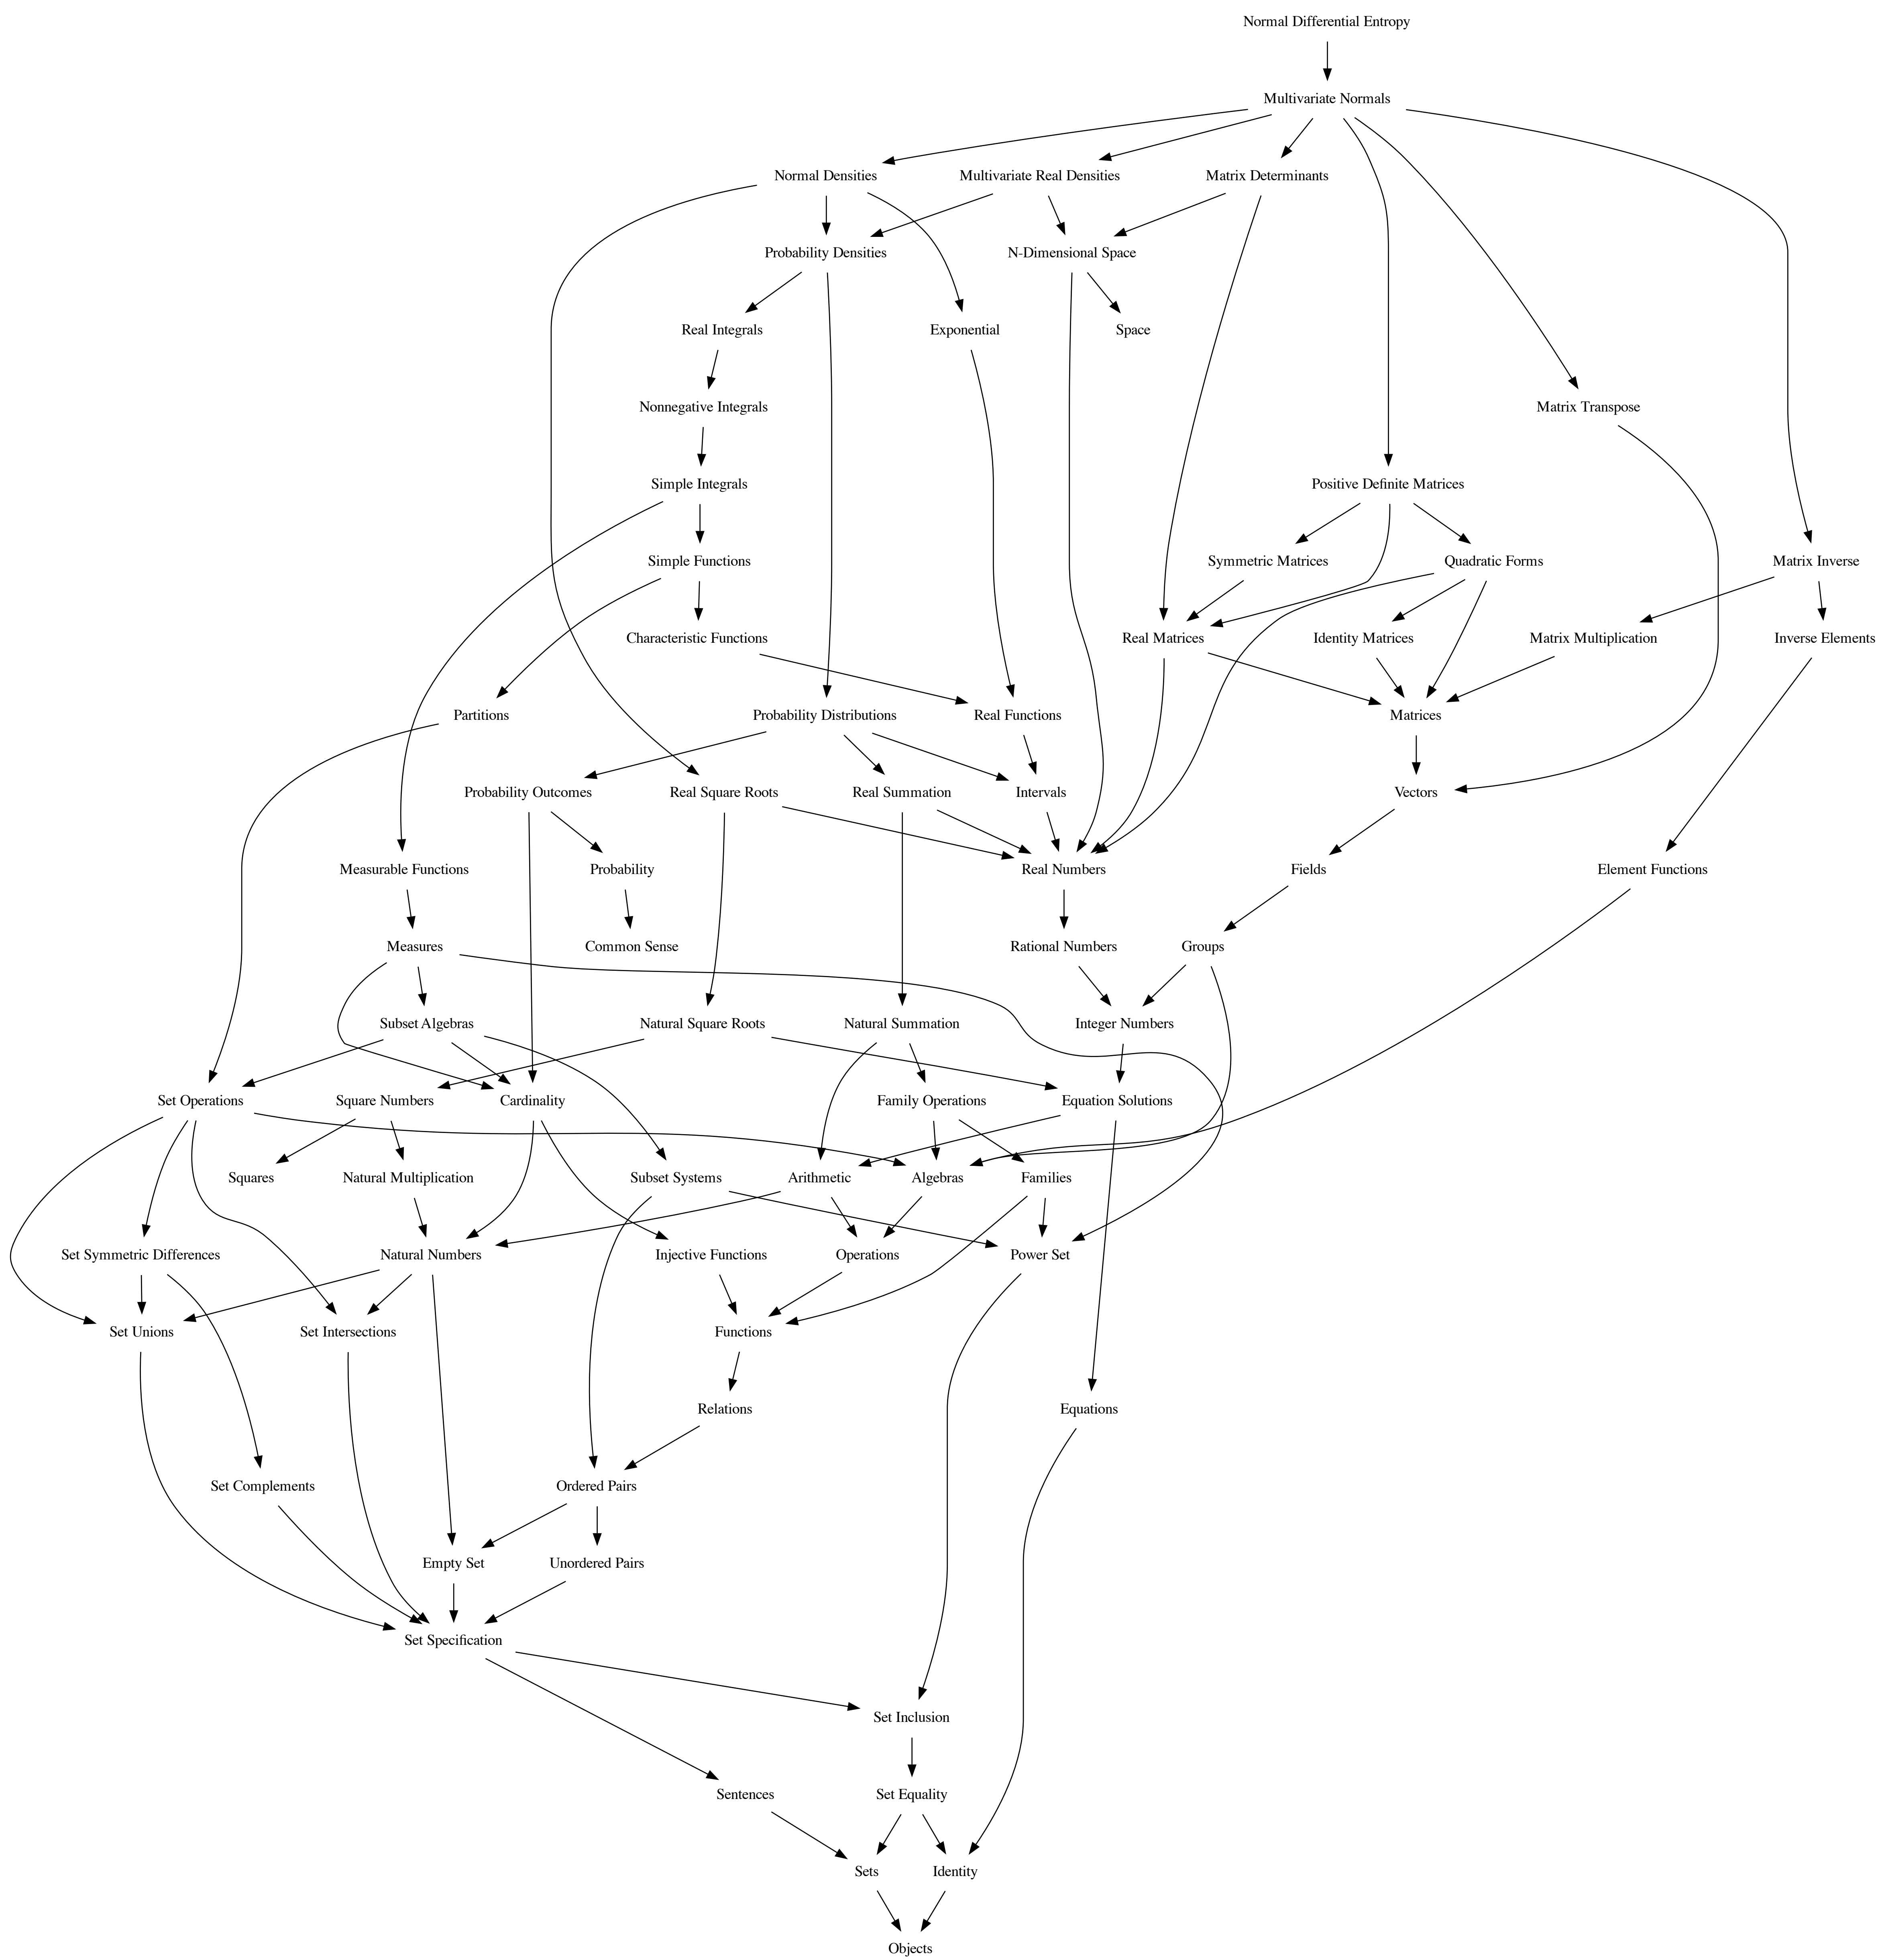 Normal Differential Entropy
Multivariate Normals
Normal Densities
Multivariate Real Densities
Matrix Determinants
Probability Densities
N-Dimensional Space
Real Integrals
Exponential
Space
Nonnegative Integrals
Matrix Transpose
Simple Integrals
Positive Definite Matrices
Simple Functions
Symmetric Matrices
Quadratic Forms
Matrix Inverse
Characteristic Functions
Real Matrices
Identity Matrices
Matrix Multiplication
Inverse Elements
Partitions
Probability Distributions
Real Functions
Matrices
Probability Outcomes
Real Square Roots
Real Summation
Intervals
Vectors
Measurable Functions
Probability
Real Numbers
Fields
Element Functions
Measures
Common Sense
Rational Numbers
Groups
Subset Algebras
Natural Square Roots
Natural Summation
Integer Numbers
Set Operations
Square Numbers
Cardinality
Family Operations
Equation Solutions
Squares
Natural Multiplication
Subset Systems
Arithmetic
Algebras
Families
Set Symmetric Differences
Natural Numbers
Injective Functions
Operations
Power Set
Set Unions
Set Intersections
Functions
Relations
Equations
Set Complements
Ordered Pairs
Empty Set
Unordered Pairs
Set Specification
Set Inclusion
Sentences
Set Equality
Sets
Identity
Objects